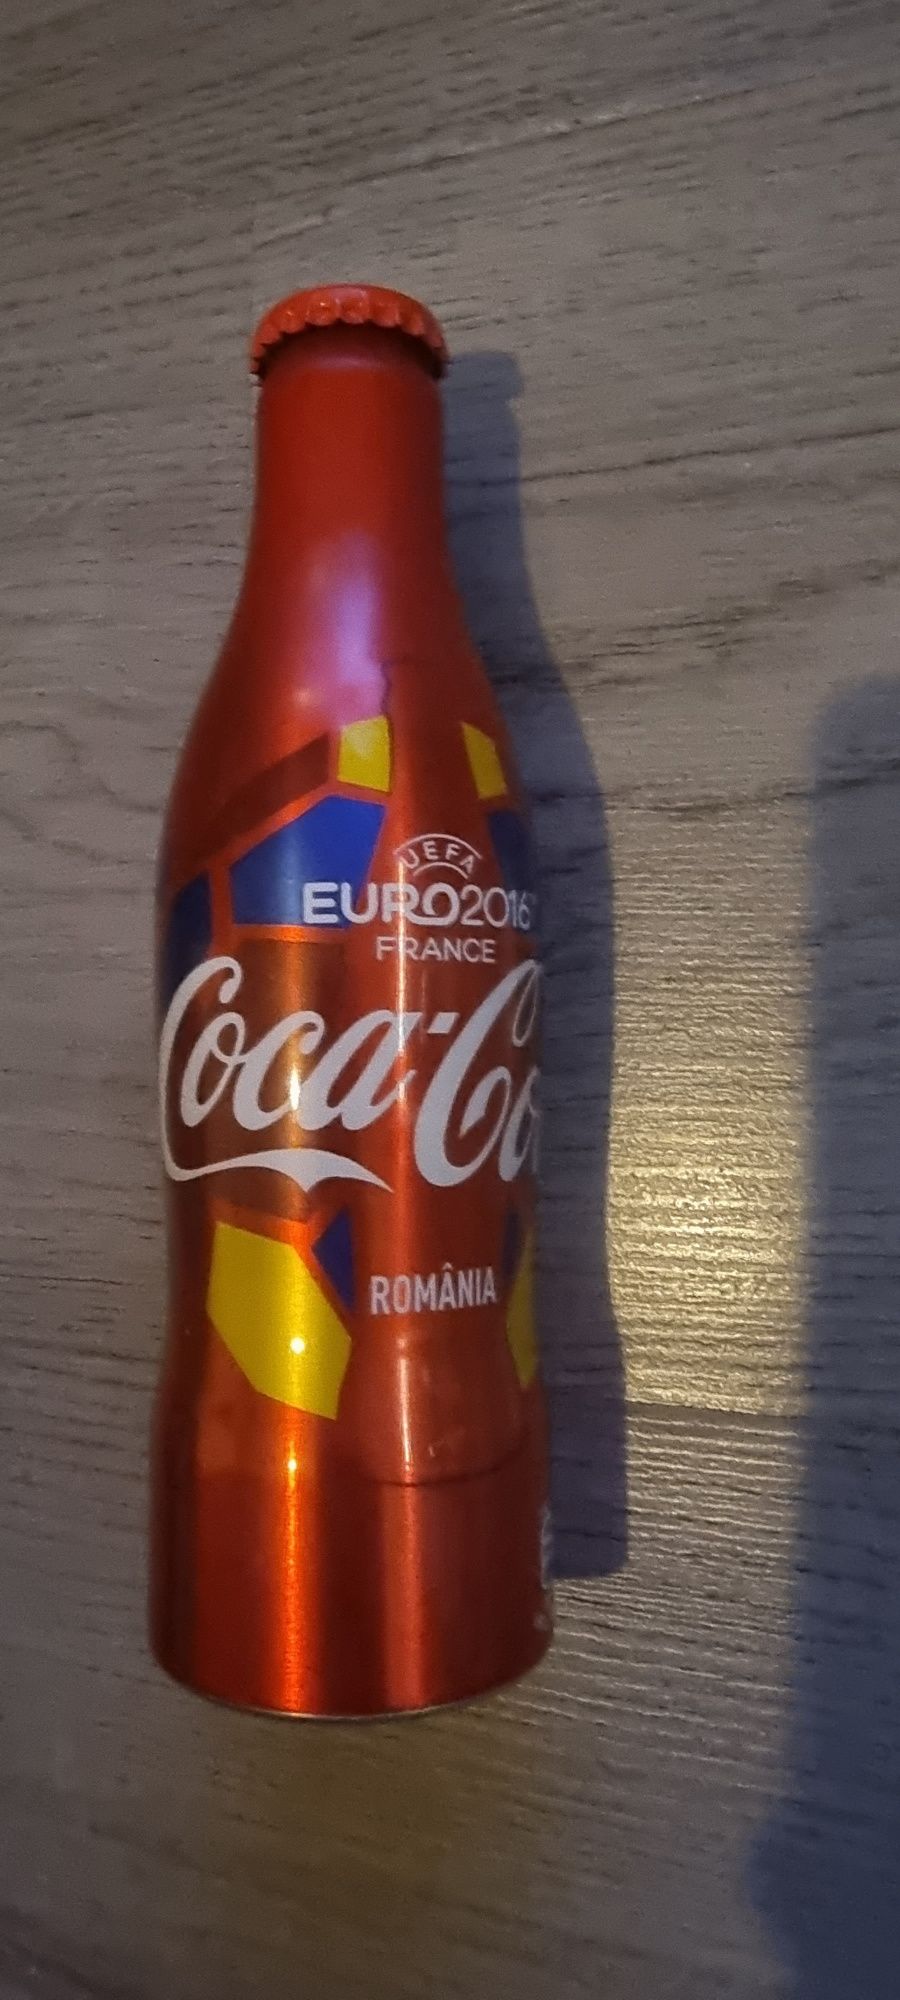 UEFA
EURO2016
FRANCE
Coca-Co
ROMÂNIA